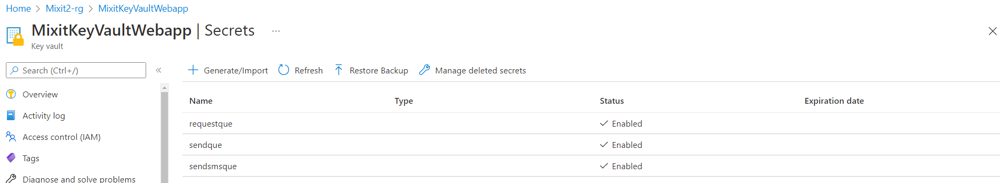 Home > Mixit2-rg > MixitKeyVaultWebapp
MixitKeyVaultWebapp | Secrets ...
Key vault
Search (Ctrl+/) «
Overview
Activity log
Access control (IAM)
Tags
Diagnose and solve problems
+ Generate/Import Refresh Restore Backup Manage deleted secrets
Name Type Status Expiration date
requestque ✓ Enabled
sendque ✓ Enabled
sendsmsque ✓ Enabled